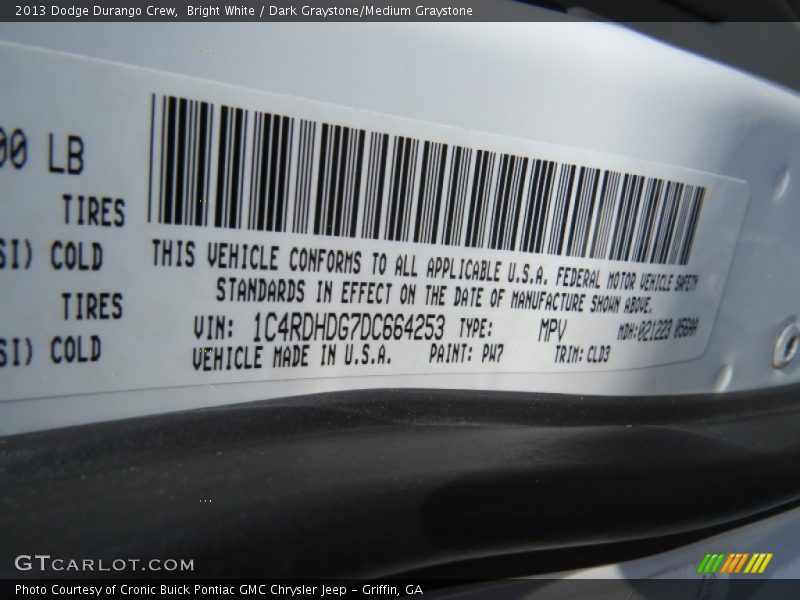 2013 Dodge Durango Crew, Bright White / Dark Graystone/Medium Graystone
00 LB
TIRES
SI) COLD
TIRES
SI) COLD
THIS VEHICLE CONFORMS TO ALL APPLICABLE U.S.A. FEDERAL MOTOR VEHICLE SAFETY
STANDARDS IN EFFECT ON THE DATE OF MANUFACTURE SHOWN ABOVE.
VIN: 1C4RDHDG7DC664253 TYPE: MPV MDH:021223 056AA
VEHICLE MADE IN U.S.A. PAINT: PW7 TRIM: CLD3
GTCARLOT.COM
Photo Courtesy of Cronic Buick Pontiac GMC Chrysler Jeep - Griffin, GA